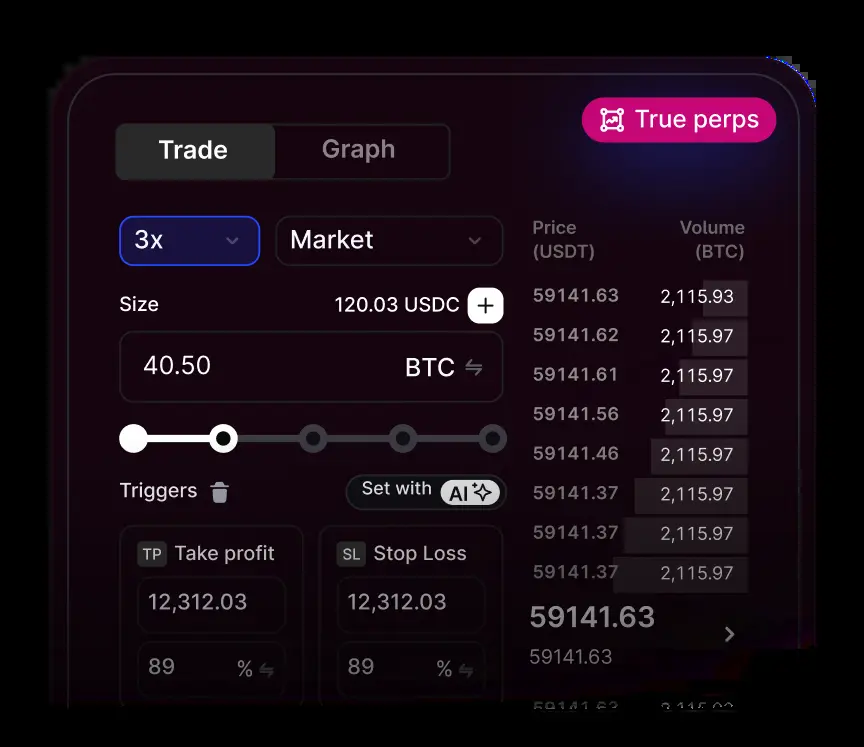 True perps
Trade
Graph
3x
Market
Size
120.03 USDC +
40.50
BTC
Triggers
Set with AI
TP Take profit
12,312.03
89 %
SL Stop Loss
12,312.03
89 %
Price (USDT)
Volume (BTC)
59141.63 2,115.93
59141.62 2,115.97
59141.61 2,115.97
59141.56 2,115.97
59141.46 2,115.97
59141.37 2,115.97
59141.37 2,115.97
59141.37 2,115.97
59141.63
59141.63